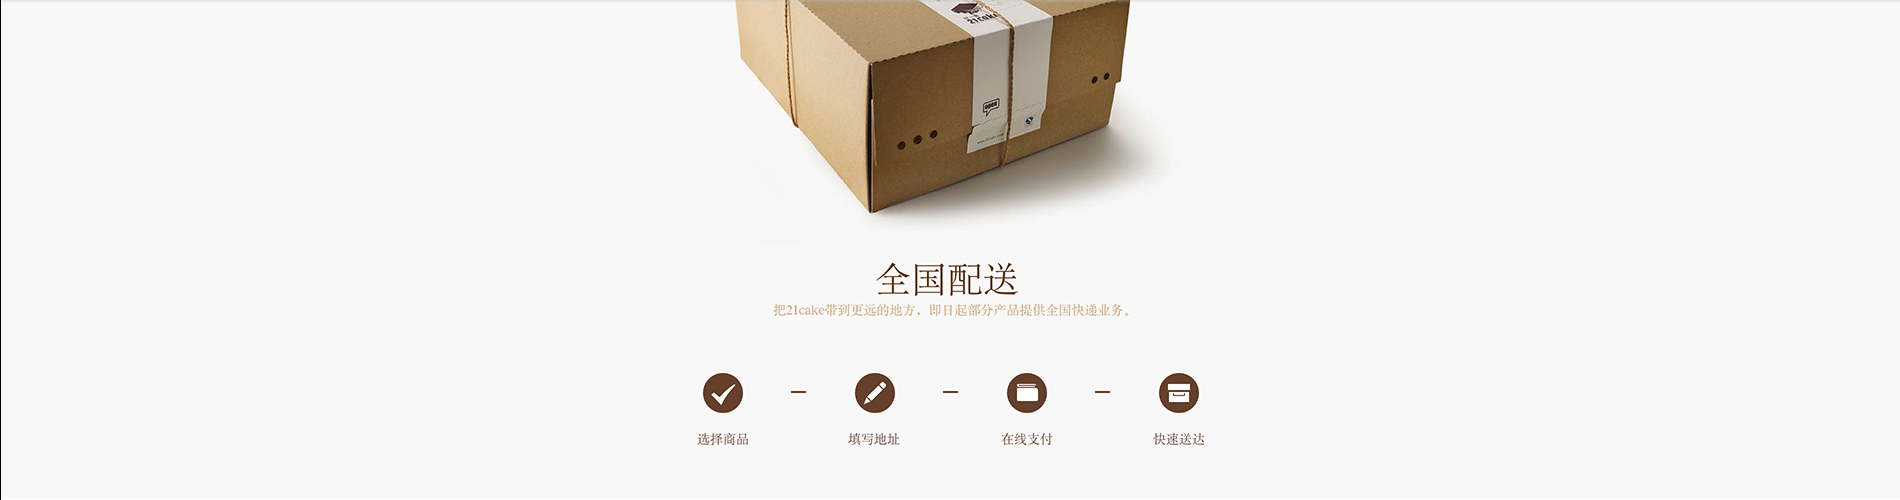 21cake
open
全国配送
把21cake带到更远的地方，即日起部分产品提供全国快递业务。
选择商品
填写地址
在线支付
快速送达